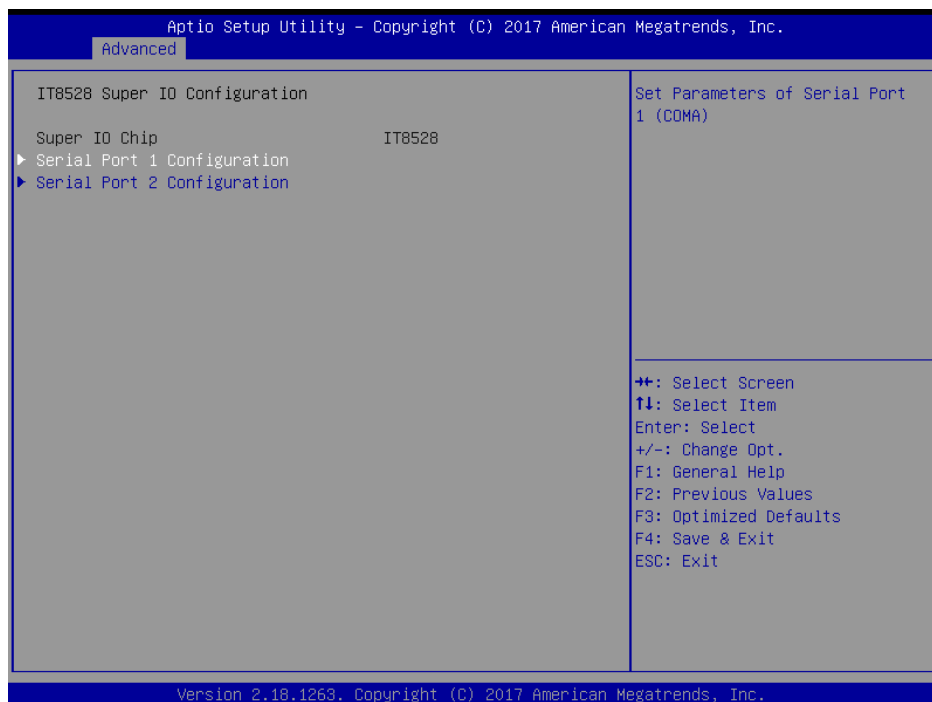 Aptio Setup Utility – Copyright (C) 2017 American Megatrends, Inc.
Advanced
IT8528 Super IO Configuration
Super IO Chip IT8528
Serial Port 1 Configuration
Serial Port 2 Configuration
Set Parameters of Serial Port
1 (COMA)
→←: Select Screen
↑↓: Select Item
Enter: Select
+/-: Change Opt.
F1: General Help
F2: Previous Values
F3: Optimized Defaults
F4: Save & Exit
ESC: Exit
Version 2.18.1263. Copyright (C) 2017 American Megatrends, Inc.